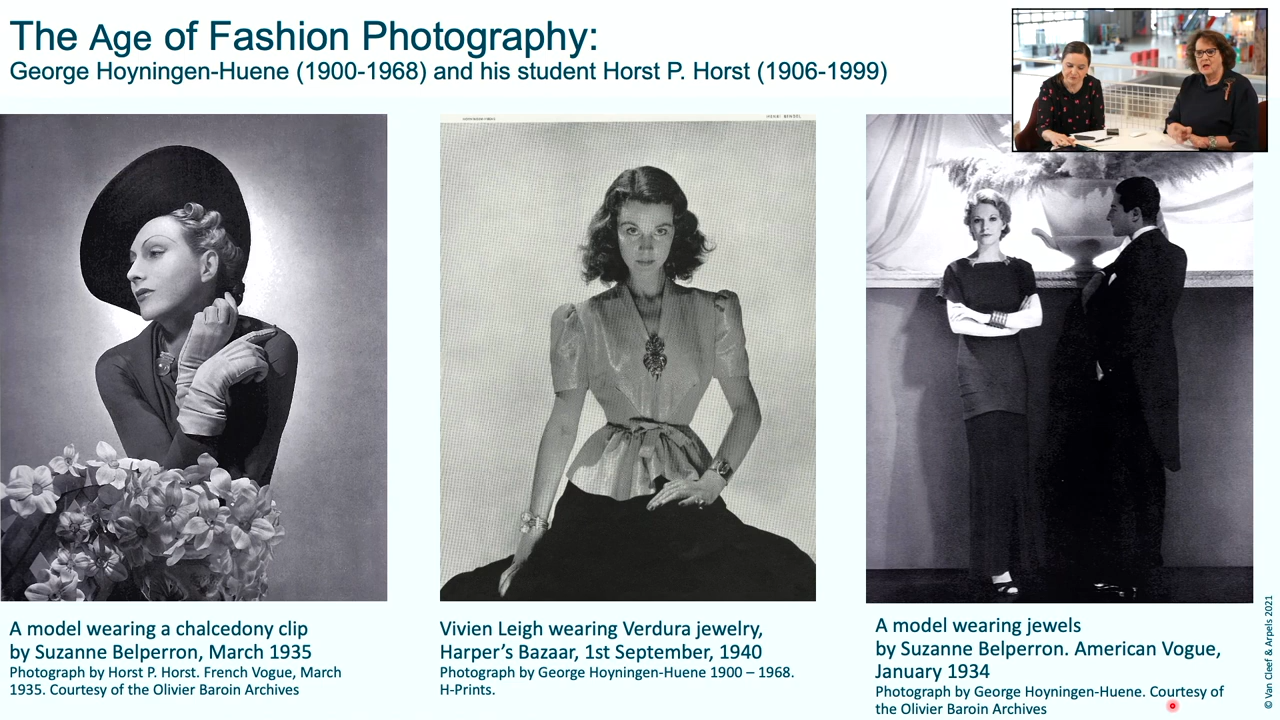 The Age of Fashion Photography:
George Hoyningen-Huene (1900-1968) and his student Horst P. Horst (1906-1999)
A model wearing a chalcedony clip
by Suzanne Belperron, March 1935
Photograph by Horst P. Horst. French Vogue, March
1935. Courtesy of the Olivier Baroin Archives
Vivien Leigh wearing Verdura jewelry,
Harper's Bazaar, 1st September, 1940
Photograph by George Hoyningen-Huene 1900 – 1968.
H-Prints.
A model wearing jewels
by Suzanne Belperron. American Vogue,
January 1934
Photograph by George Hoyningen-Huene. Courtesy of
the Olivier Baroin Archives
© Van Cleef & Arpels 2021